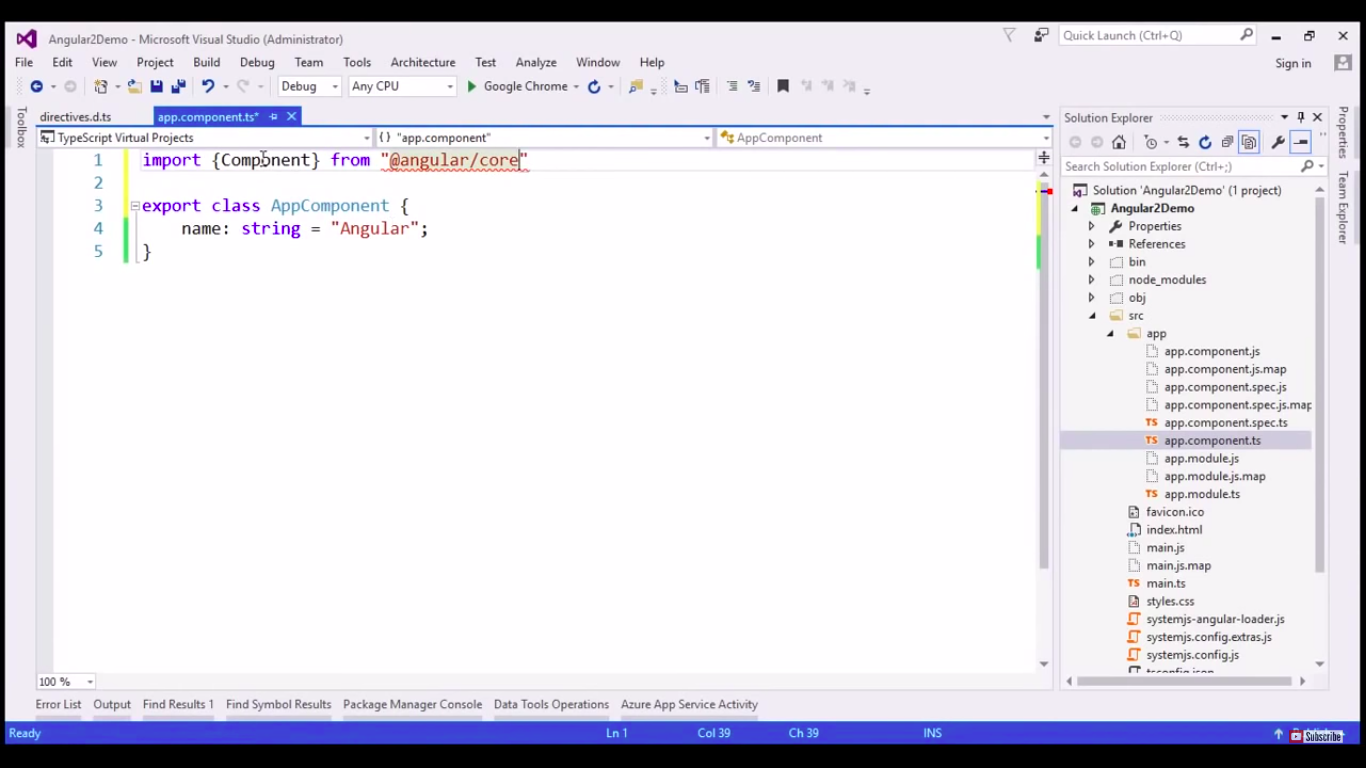 Angular2Demo - Microsoft Visual Studio (Administrator)
Quick Launch (Ctrl+Q)
File Edit View Project Build Debug Team Tools Architecture Test Analyze Window Help
Sign in
Debug Any CPU Google Chrome
Toolbox
directives.d.ts app.component.ts*
TypeScript Virtual Projects {} "app.component" AppComponent
1 import {Component} from "@angular/core"
2
3 export class AppComponent {
4 name: string = "Angular";
5 }
100 %
Solution Explorer
Search Solution Explorer (Ctrl+;)
Solution 'Angular2Demo' (1 project)
Angular2Demo
Properties
References
bin
node_modules
obj
src
app
app.component.js
app.component.js.map
app.component.spec.js
app.component.spec.js.map
TS app.component.spec.ts
TS app.component.ts
app.module.js
app.module.js.map
TS app.module.ts
favicon.ico
index.html
main.js
main.js.map
TS main.ts
styles.css
systemjs-angular-loader.js
systemjs.config.extras.js
systemjs.config.js
tsconfig.json
Properties
Team Explorer
Error List Output Find Results 1 Find Symbol Results Package Manager Console Data Tools Operations Azure App Service Activity
Ready Ln 1 Col 39 Ch 39 INS
Subscribe